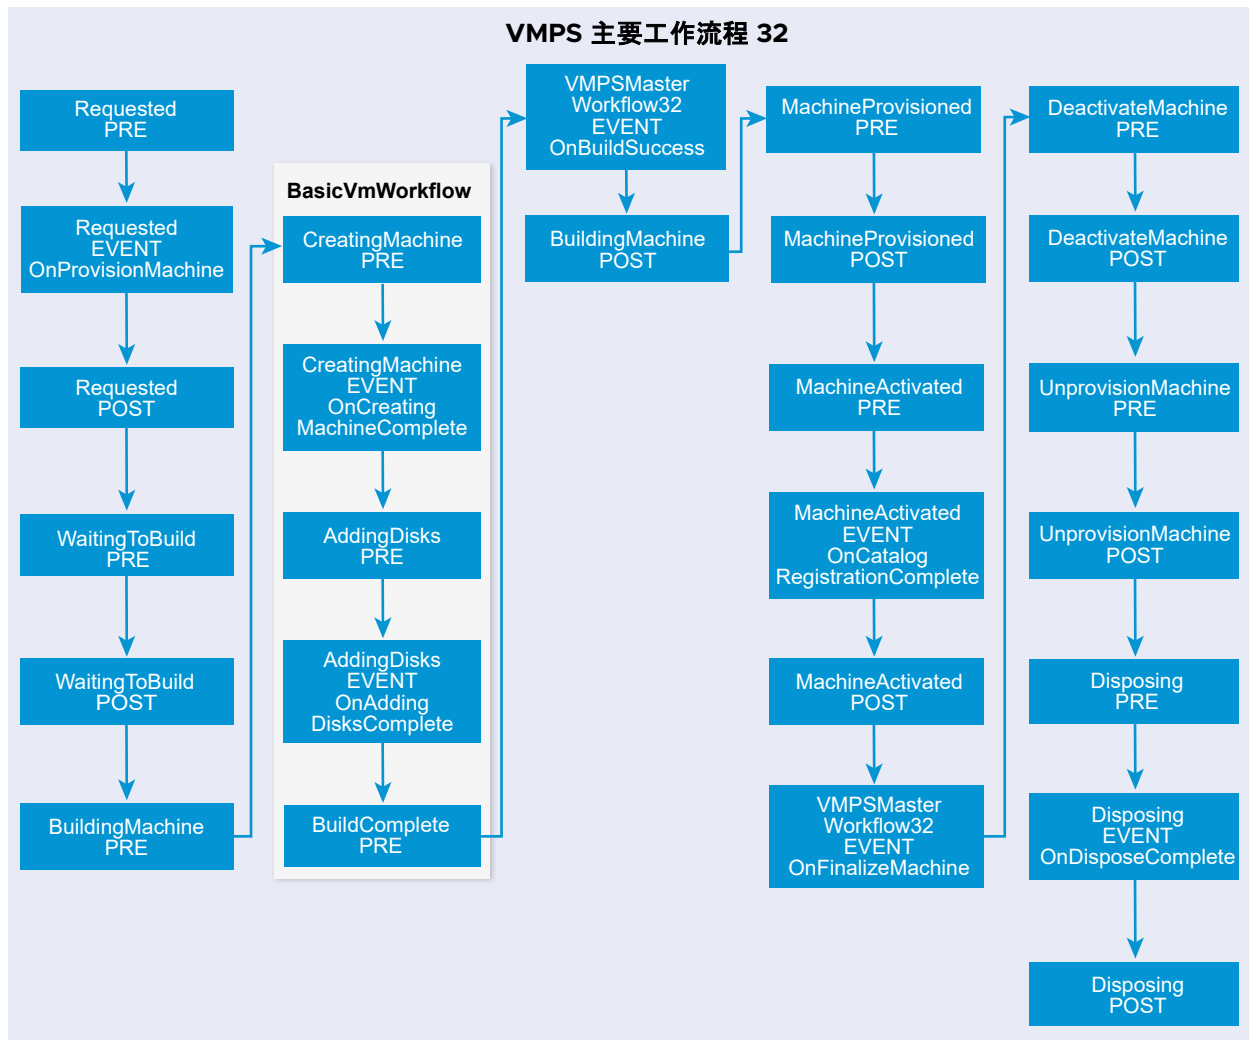 VMPS 主要工作流程 32
Requested
PRE
Requested
EVENT
OnProvisionMachine
Requested
POST
WaitingToBuild
PRE
WaitingToBuild
POST
BuildingMachine
PRE
BasicVmWorkflow
CreatingMachine
PRE
CreatingMachine
EVENT
OnCreating
MachineComplete
AddingDisks
PRE
AddingDisks
EVENT
OnAdding
DisksComplete
BuildComplete
PRE
VMPSMaster
Workflow32
EVENT
OnBuildSuccess
BuildingMachine
POST
MachineProvisioned
PRE
MachineProvisioned
POST
MachineActivated
PRE
MachineActivated
EVENT
OnCatalog
RegistrationComplete
MachineActivated
POST
VMPSMaster
Workflow32
EVENT
OnFinalizeMachine
DeactivateMachine
PRE
DeactivateMachine
POST
UnprovisionMachine
PRE
UnprovisionMachine
POST
Disposing
PRE
Disposing
EVENT
OnDisposeComplete
Disposing
POST